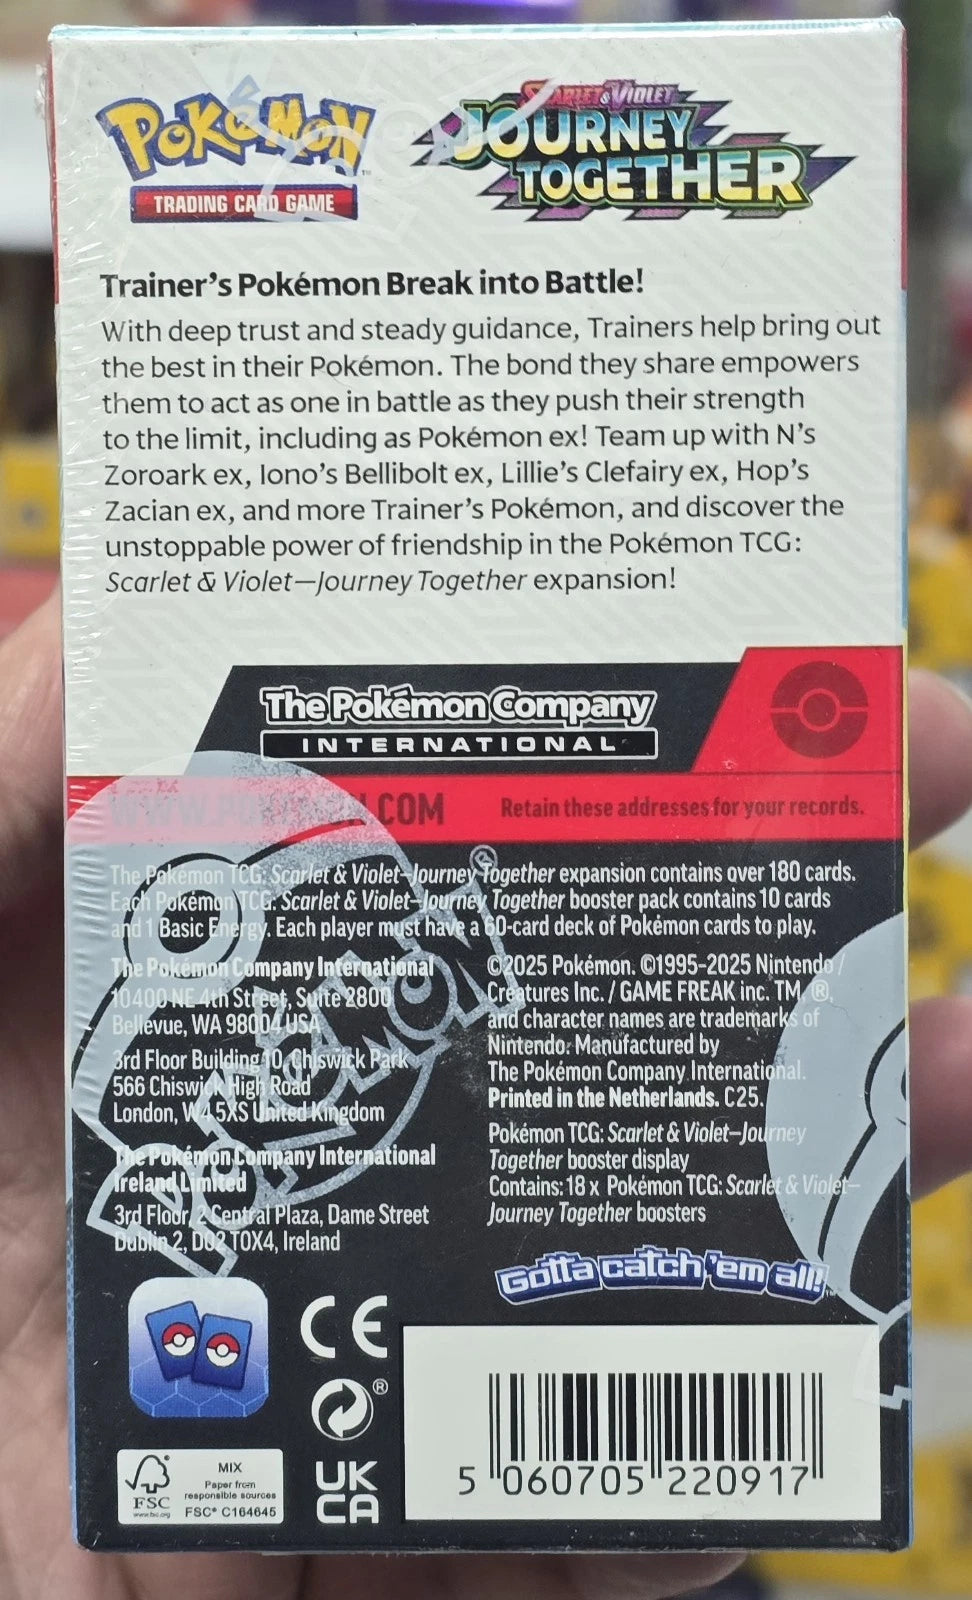 POKéMON™
TRADING CARD GAME
SCARLET & VIOLET
JOURNEY
TOGETHER
Trainer's Pokémon Break into Battle!
With deep trust and steady guidance, Trainers help bring out
the best in their Pokémon. The bond they share empowers
them to act as one in battle as they push their strength
to the limit, including as Pokémon ex! Team up with N's
Zoroark ex, Iono's Bellibolt ex, Lillie's Clefairy ex, Hop's
Zacian ex, and more Trainer's Pokémon, and discover the
unstoppable power of friendship in the Pokémon TCG:
Scarlet & Violet—Journey Together expansion!
The Pokémon Company
INTERNATIONAL
WWW.POKEMON.COM
Retain these addresses for your records.
The Pokémon TCG: Scarlet & Violet—Journey Together expansion contains over 180 cards.
Each Pokémon TCG: Scarlet & Violet—Journey Together booster pack contains 10 cards
and 1 Basic Energy. Each player must have a 60-card deck of Pokémon cards to play.
The Pokémon Company International
10400 NE 4th Street, Suite 2800
Bellevue, WA 98004 USA
3rd Floor Building 10, Chiswick Park
566 Chiswick High Road
London, W4 5XS United Kingdom
The Pokémon Company International
Ireland Limited
3rd Floor, 2 Central Plaza, Dame Street
Dublin 2, D02 T0X4, Ireland
©2025 Pokémon. ©1995–2025 Nintendo /
Creatures Inc. / GAME FREAK inc. TM, ®,
and character names are trademarks of
Nintendo. Manufactured by
The Pokémon Company International.
Printed in the Netherlands. C25.
Pokémon TCG: Scarlet & Violet—Journey
Together booster display
Contains: 18 x Pokémon TCG: Scarlet & Violet—
Journey Together boosters
POKéMON®
Gotta catch 'em all!™
CE
®
UK
CA
FSC
www.fsc.org
MIX
Paper from
responsible sources
FSC® C164645
5 060705 220917